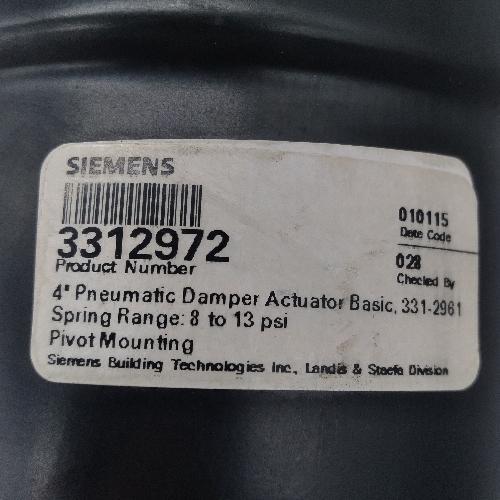 SIEMENS
010115
Date Code
3312972
Product Number
028
Checked By
4" Pneumatic Damper Actuator Basic, 331-2961
Spring Range: 8 to 13 psi
Pivot Mounting
Siemens Building Technologies Inc., Landis & Staefa Division